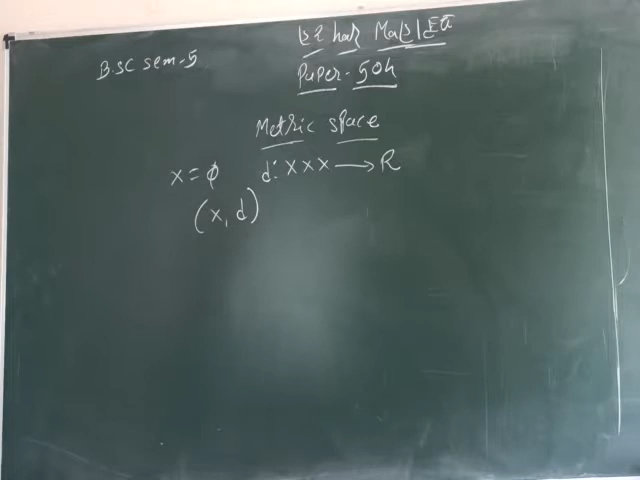 B.SC sem-5
Paper-504
Metric space
x = φ d: x x x → R
(x, d)